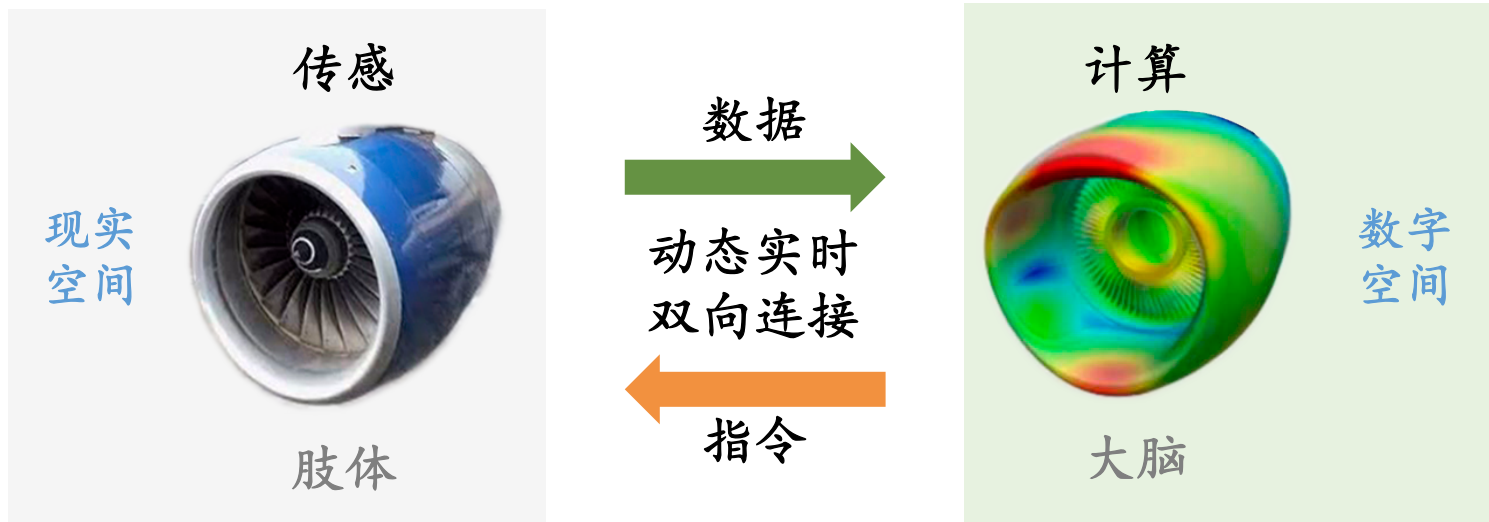 传感
现实
空间
肢体
数据
动态实时
双向连接
指令
计算
数字
空间
大脑